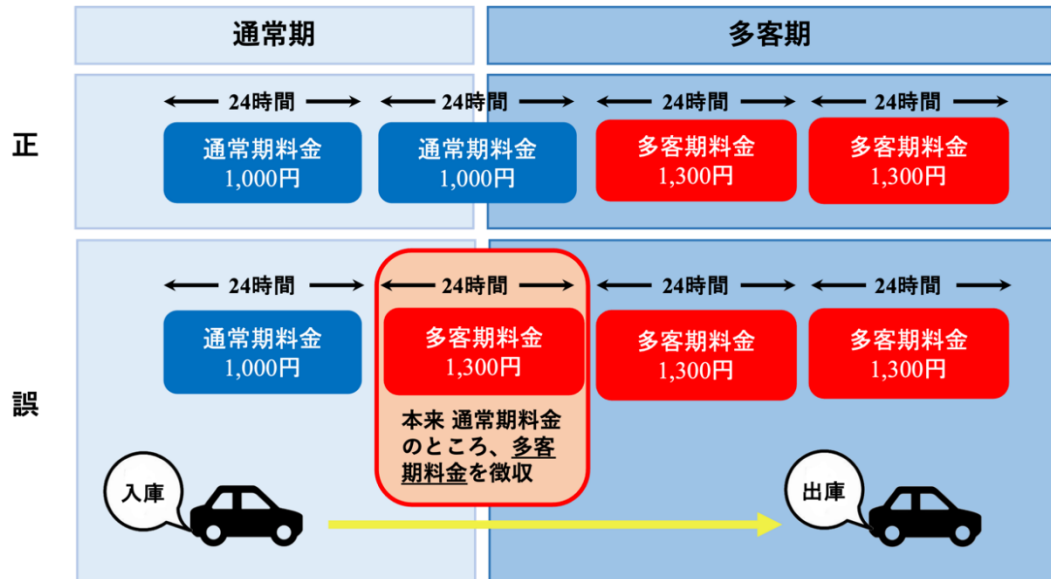 通常期
多客期
正
24時間
24時間
24時間
24時間
通常期料金
1,000円
通常期料金
1,000円
多客期料金
1,300円
多客期料金
1,300円
誤
24時間
24時間
24時間
24時間
通常期料金
1,000円
多客期料金
1,300円
多客期料金
1,300円
多客期料金
1,300円
本来 通常期料金
のところ、多客
期料金を徴収
入庫
出庫